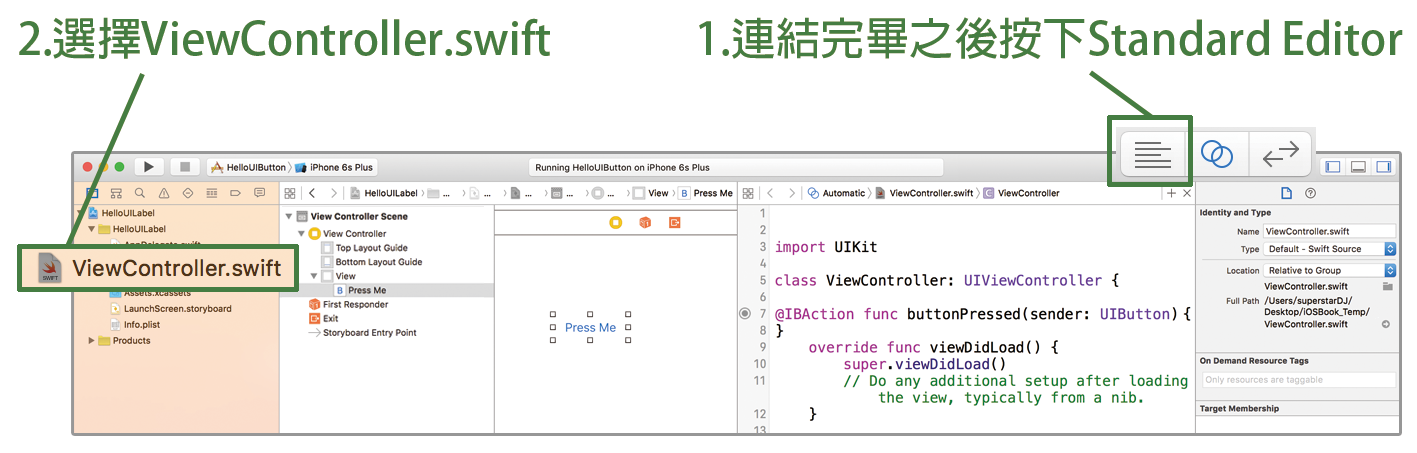 2.選擇ViewController.swift
1.連結完畢之後按下Standard Editor
HelloUIButton
iPhone 6s Plus
Running HelloUIButton on iPhone 6s Plus
HelloUILabel
...
...
...
...
...
View
B Press Me
Automatic
ViewController.swift
C ViewController
HelloUILabel
HelloUILabel
AppDelegate.swift
SWIFT ViewController.swift
Assets.xcassets
LaunchScreen.storyboard
Info.plist
Products
View Controller Scene
View Controller
Top Layout Guide
Bottom Layout Guide
View
B Press Me
First Responder
Exit
Storyboard Entry Point
Press Me
1
2
3 import UIKit
4
5 class ViewController: UIViewController {
6
7 @IBAction func buttonPressed(sender: UIButton) {
8 }
9 override func viewDidLoad() {
10 super.viewDidLoad()
11 // Do any additional setup after loading
the view, typically from a nib.
12 }
13
Identity and Type
Name ViewController.swift
Type Default - Swift Source
Location Relative to Group
ViewController.swift
Full Path /Users/superstarDJ/
Desktop/iOSBook_Temp/
ViewController.swift
On Demand Resource Tags
Only resources are taggable
Target Membership